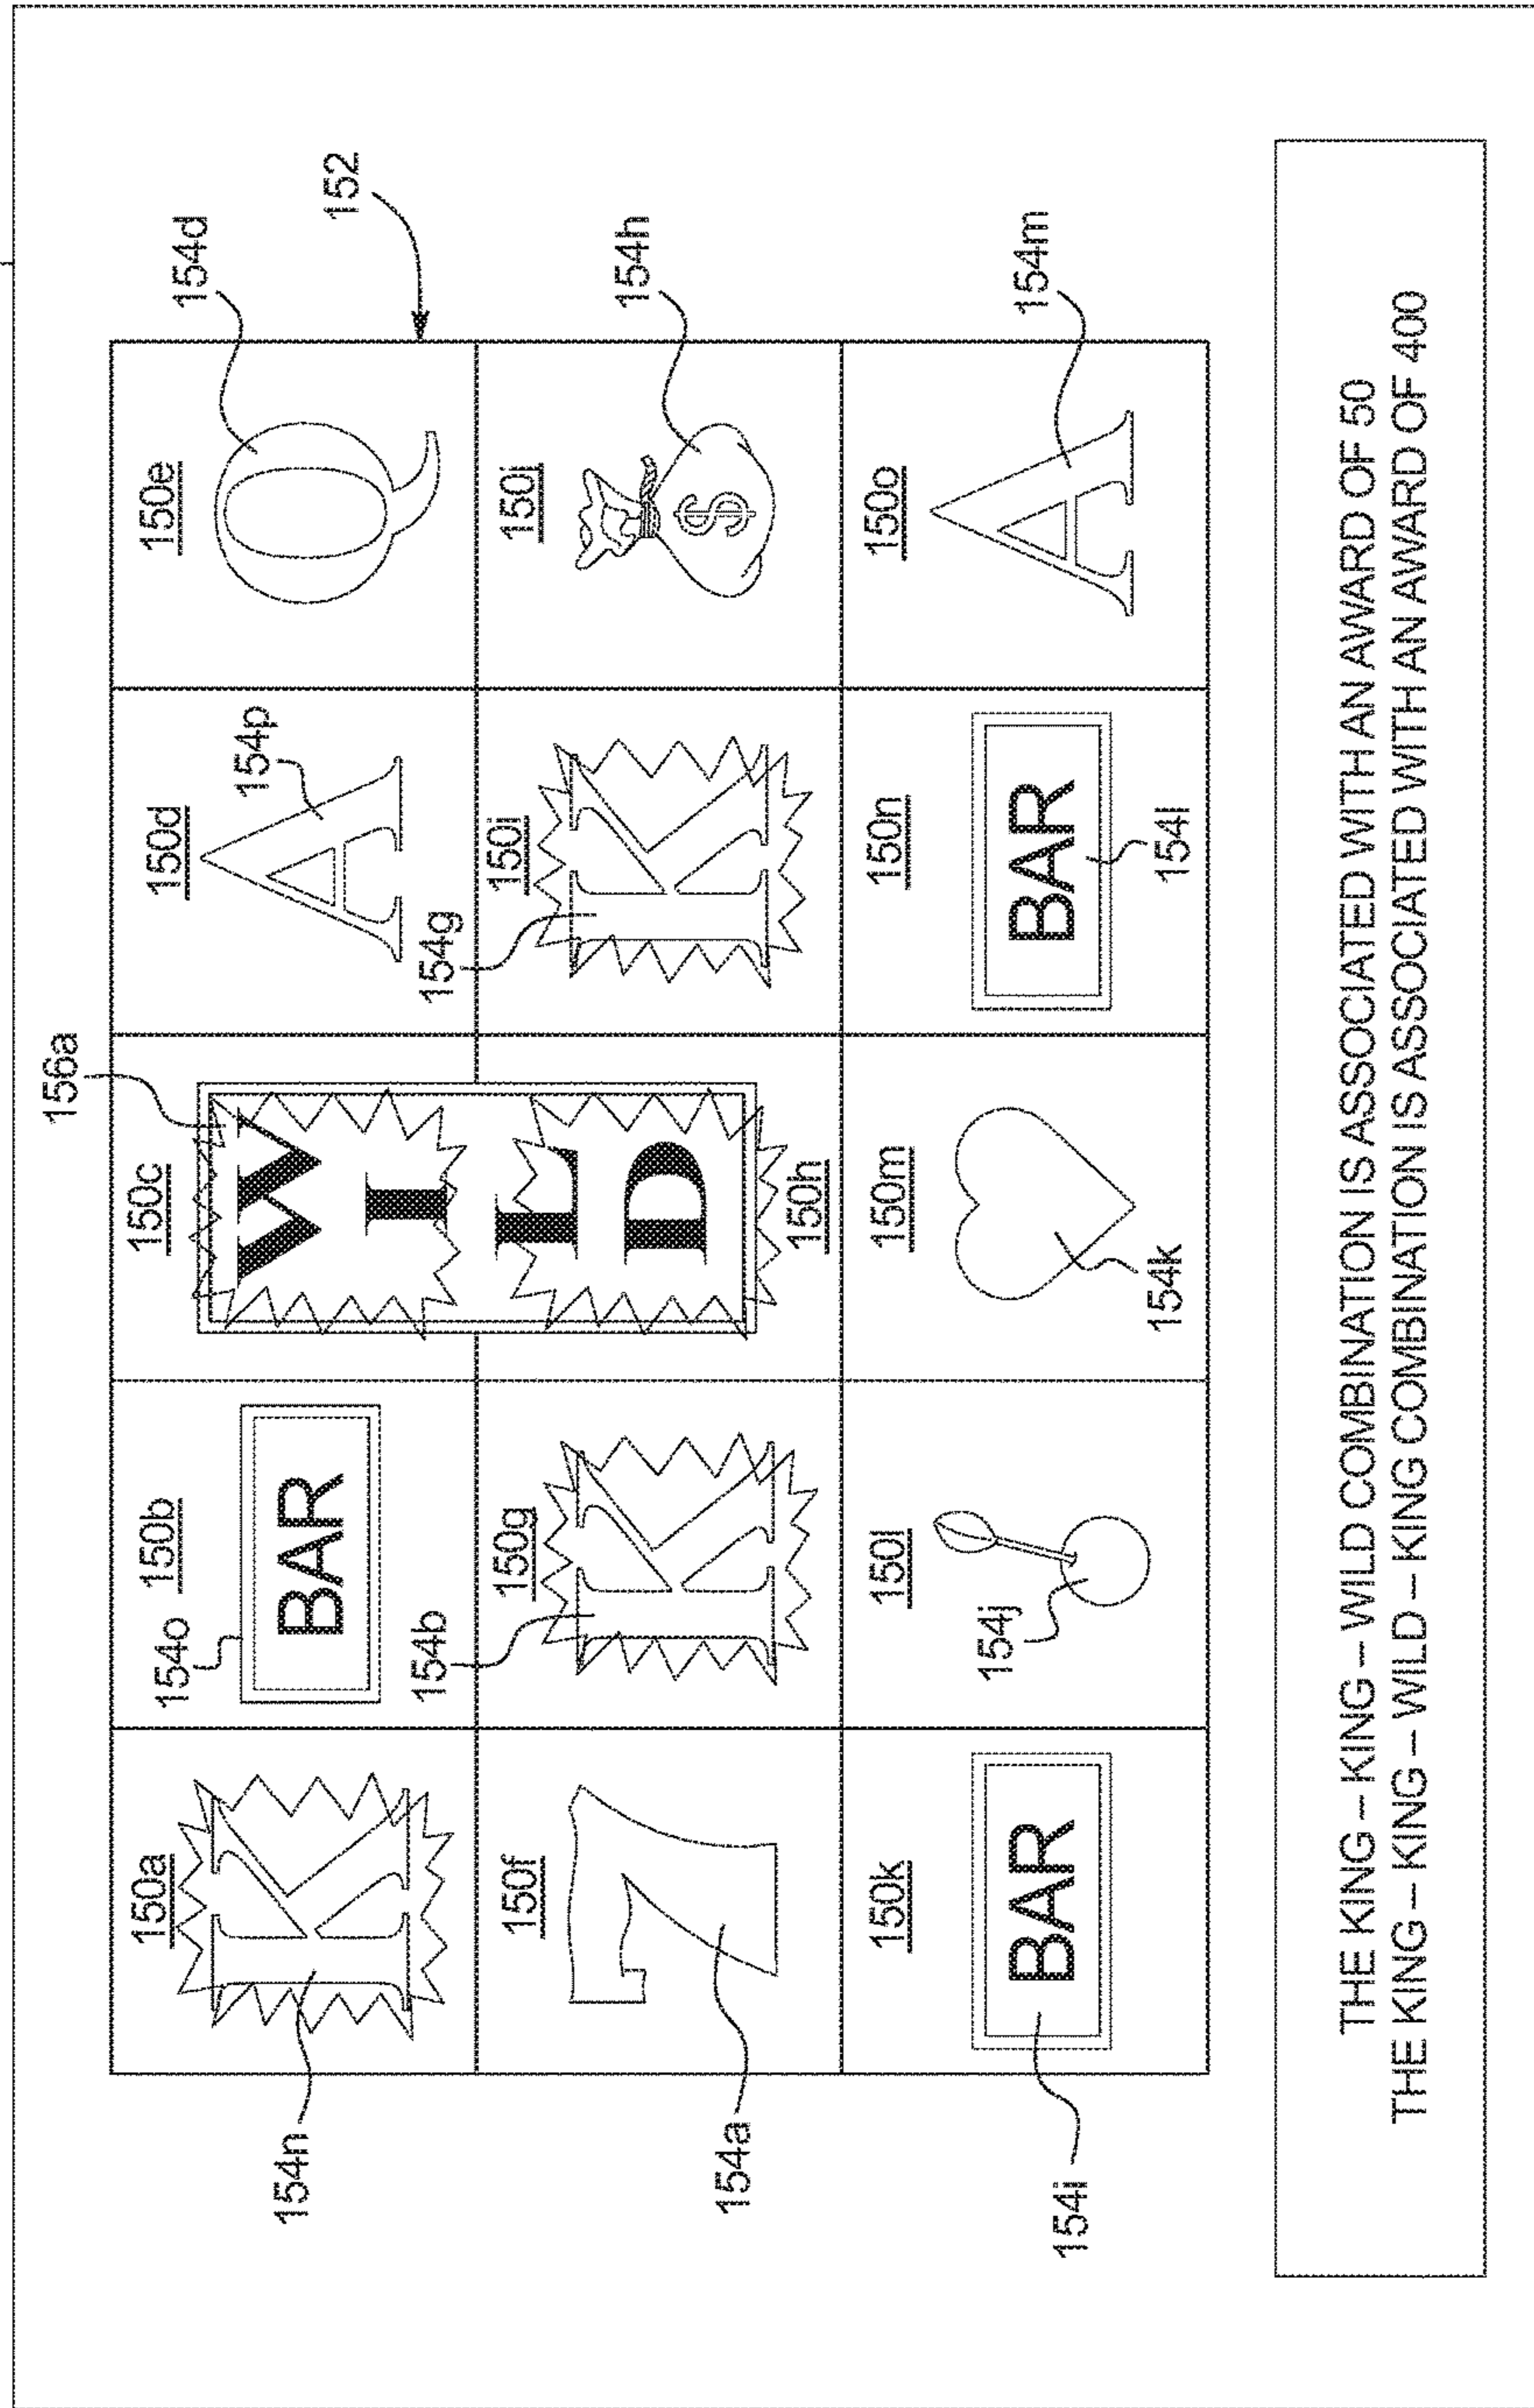 156a
150a
150b
150c
150d
150e
154n
K
154o
BAR
WILD
A
154p
Q
154d
152
150f
150g
150h
150i
150j
154a
7
154b
K
154g
K
$
154h
150k
150l
150m
150n
150o
154i
BAR
154j
154k
BAR
154l
A
154m
THE KING – KING – WILD COMBINATION IS ASSOCIATED WITH AN AWARD OF 50
THE KING – KING – WILD – KING COMBINATION IS ASSOCIATED WITH AN AWARD OF 400